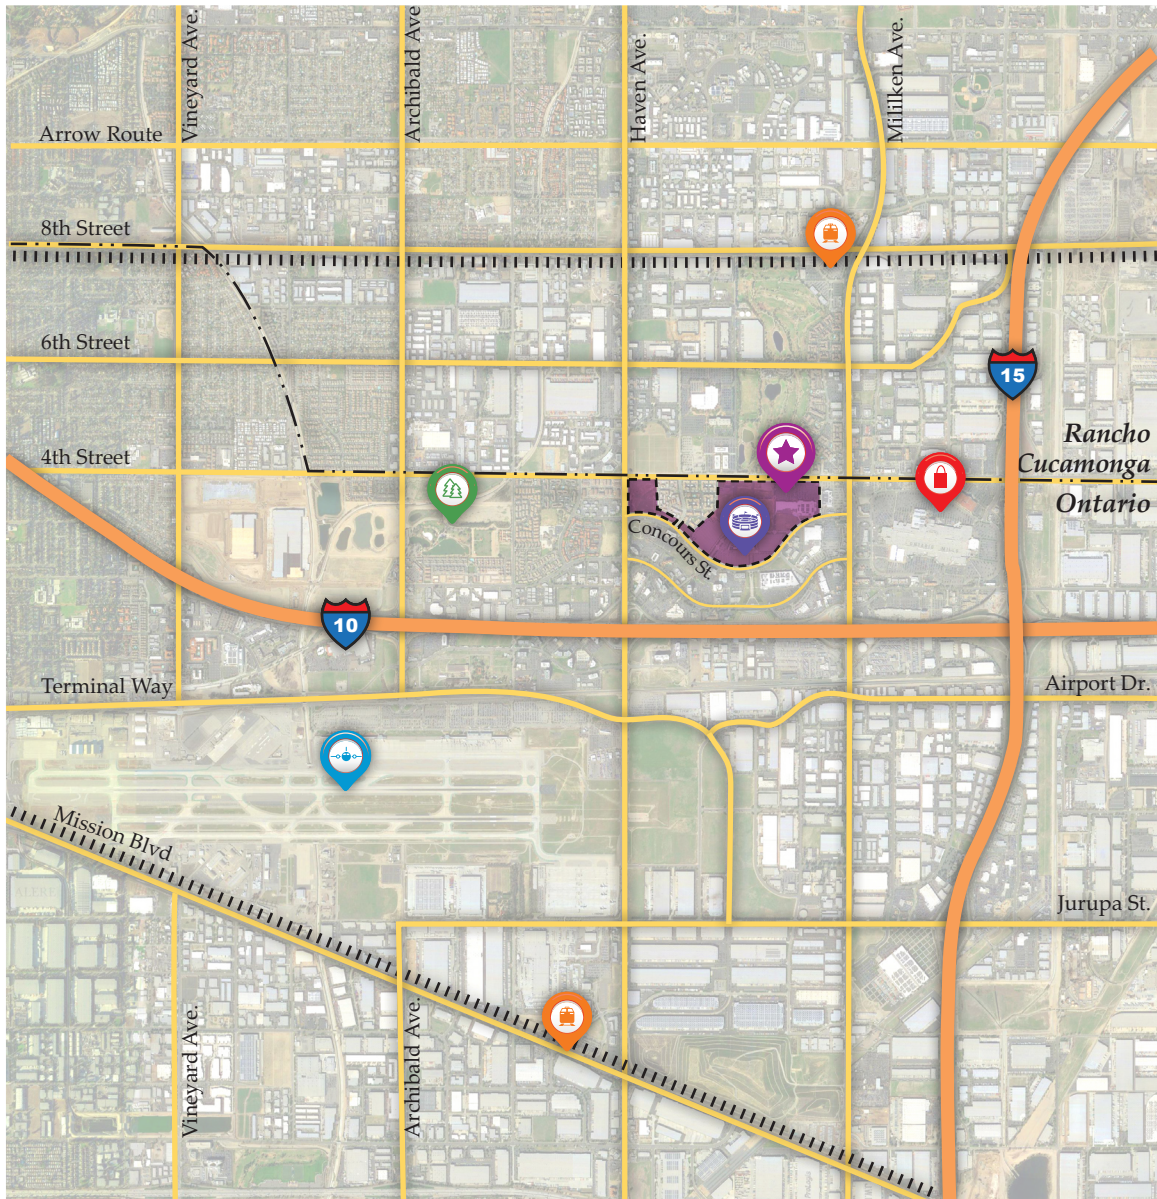 Vineyard Ave.
Archibald Ave
Haven Ave.
Mililken Ave.
Arrow Route
8th Street
6th Street
15
4th Street
Rancho
Cucamonga
Ontario
Concours St.
10
Terminal Way
Airport Dr.
Mission Blvd
Jurupa St.
Vineyard Ave.
Archibald Ave.